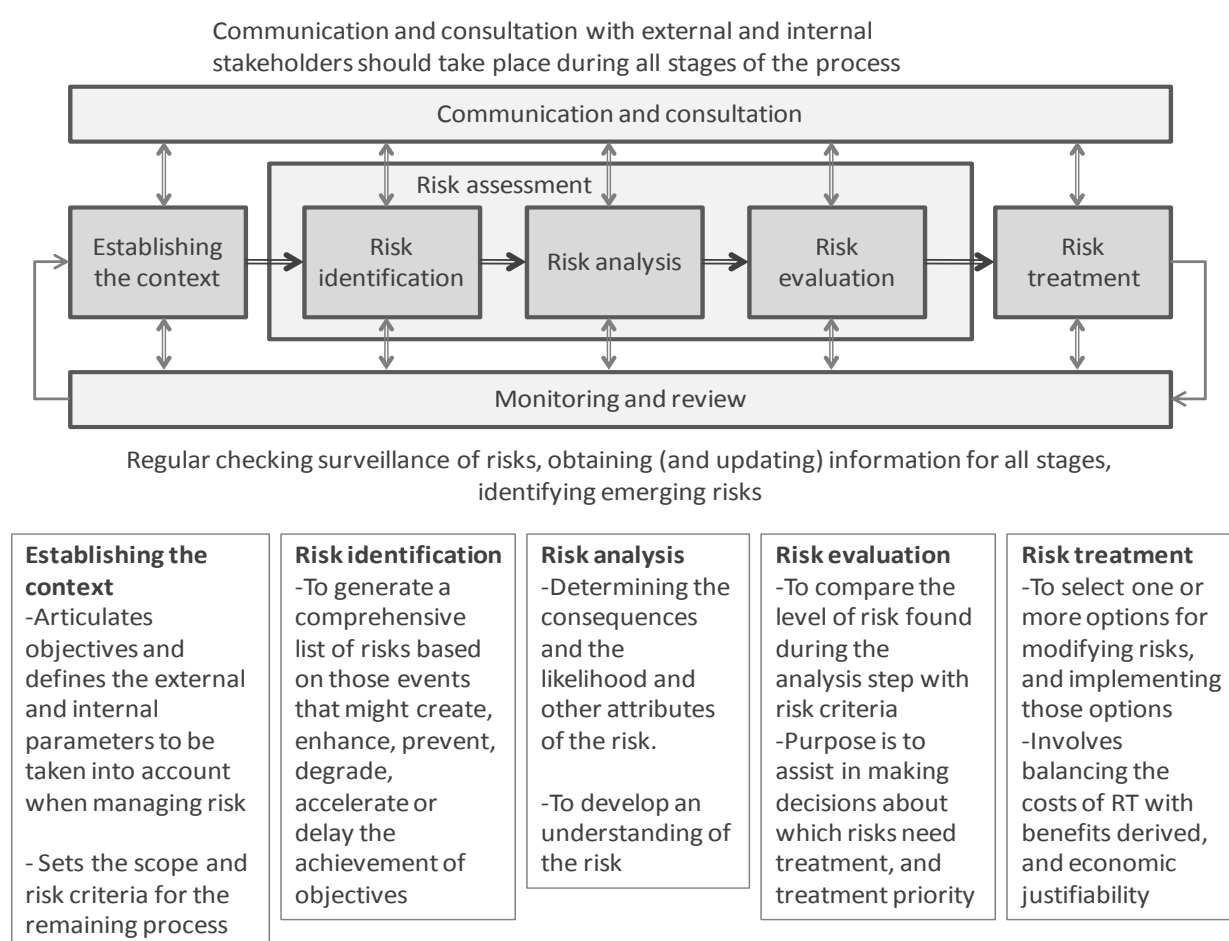 Communication and consultation with external and internal
stakeholders should take place during all stages of the process
Communication and consultation
Risk assessment
Establishing
the context
Risk
identification
Risk analysis
Risk
evaluation
Risk
treatment
Monitoring and review
Regular checking surveillance of risks, obtaining (and updating) information for all stages,
identifying emerging risks
Establishing the
context
-Articulates
objectives and
defines the external
and internal
parameters to be
taken into account
when managing risk
- Sets the scope and
risk criteria for the
remaining process
Risk identification
-To generate a
comprehensive
list of risks based
on those events
that might create,
enhance, prevent,
degrade,
accelerate or
delay the
achievement of
objectives
Risk analysis
-Determining the
consequences
and the
likelihood and
other attributes
of the risk.
-To develop an
understanding of
the risk
Risk evaluation
-To compare the
level of risk found
during the
analysis step with
risk criteria
-Purpose is to
assist in making
decisions about
which risks need
treatment, and
treatment priority
Risk treatment
-To select one or
more options for
modifying risks,
and implementing
those options
-Involves
balancing the
costs of RT with
benefits derived,
and economic
justifiability